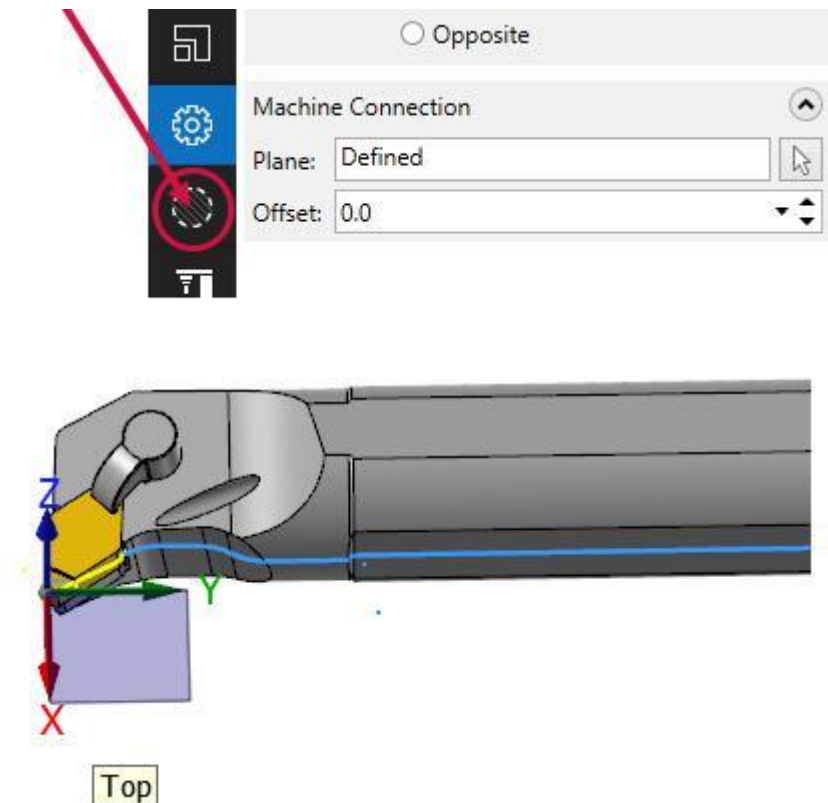 Opposite
Machine Connection
Plane: Defined
Offset: 0.0
Z
Y
X
Top